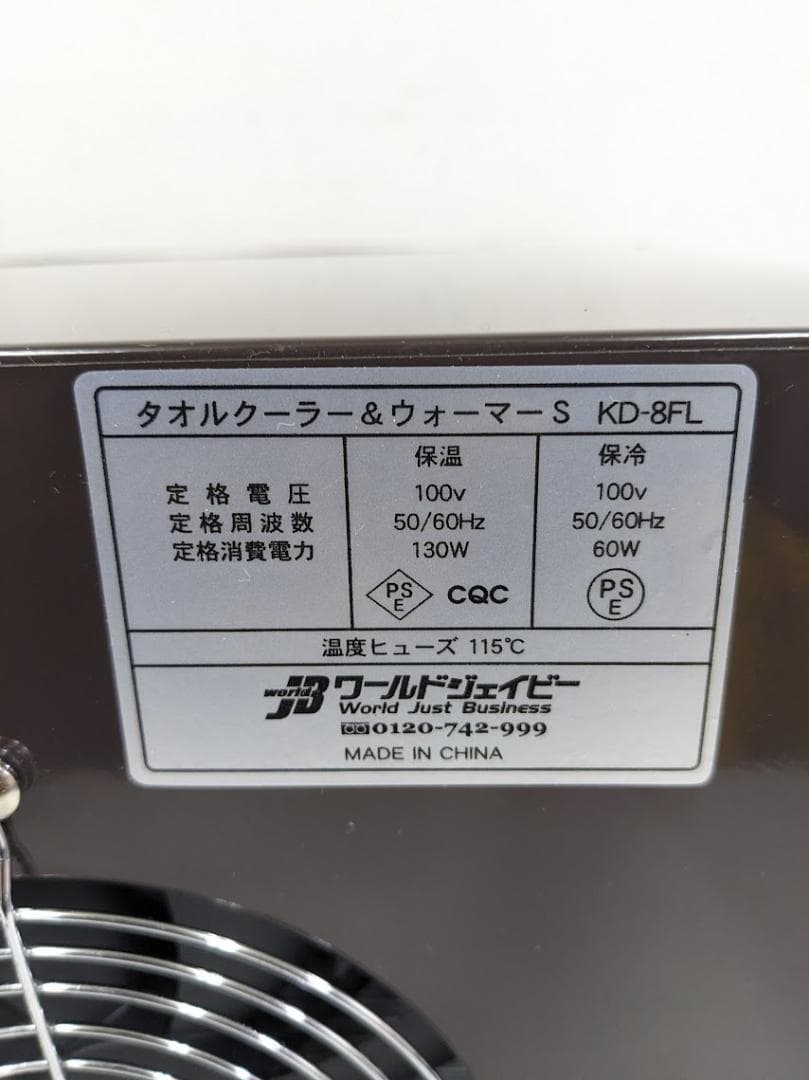 タオルクーラー&ウォーマーS KD-8FL
保温 保冷
定格電圧 100v 100v
定格周波数 50/60Hz 50/60Hz
定格消費電力 130W 60W
PSE CQC PSE
温度ヒューズ 115℃
world JB ワールドジェイビー
World Just Business
0120-742-999
MADE IN CHINA